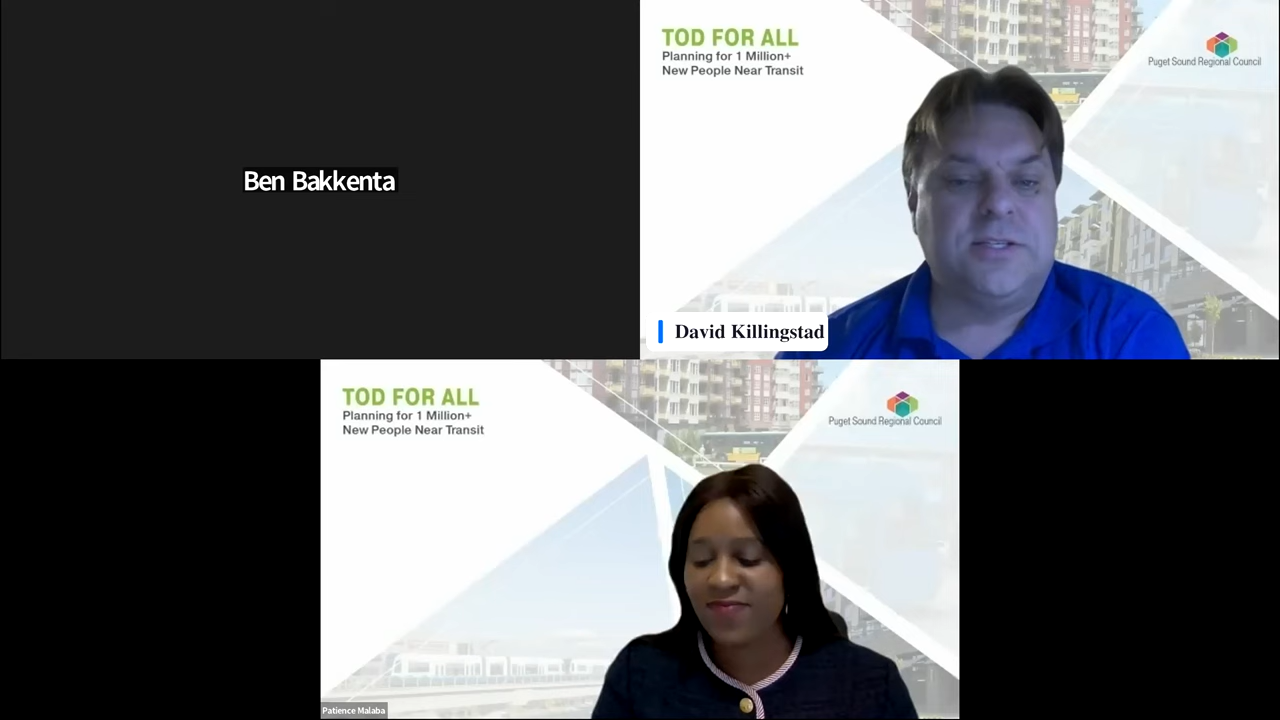 Ben Bakkenta
TOD FOR ALL
Planning for 1 Million+
New People Near Transit
Puget Sound Regional Council
David Killingstad
TOD FOR ALL
Planning for 1 Million+
New People Near Transit
Puget Sound Regional Council
Patience Malaba